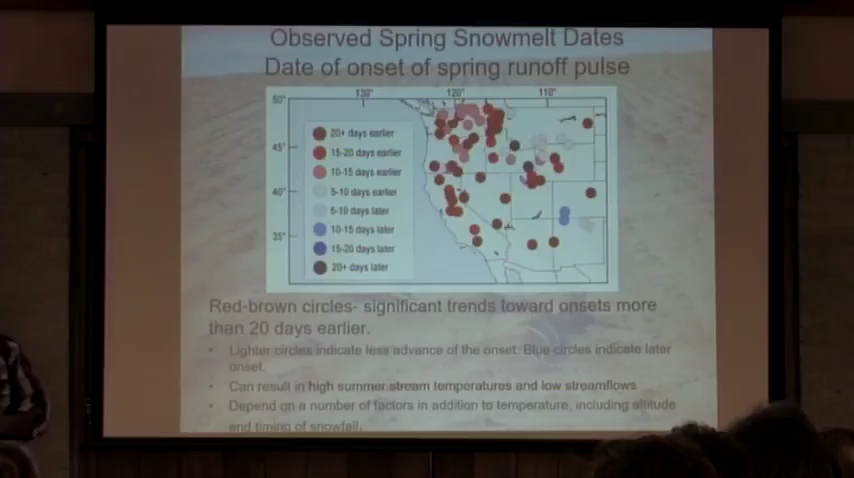 Observed Spring Snowmelt Dates
Date of onset of spring runoff pulse
130° 120° 110°
50°
45°
40°
35°
20+ days earlier
15-20 days earlier
10-15 days earlier
5-10 days earlier
5-10 days later
10-15 days later
15-20 days later
20+ days later
Red-brown circles- significant trends toward onsets more
than 20 days earlier.
• Lighter circles indicate less advance of the onset. Blue circles indicate later
onset.
• Can result in high summer stream temperatures and low streamflows
• Depend on a number of factors in addition to temperature, including altitude
and timing of snowfall.